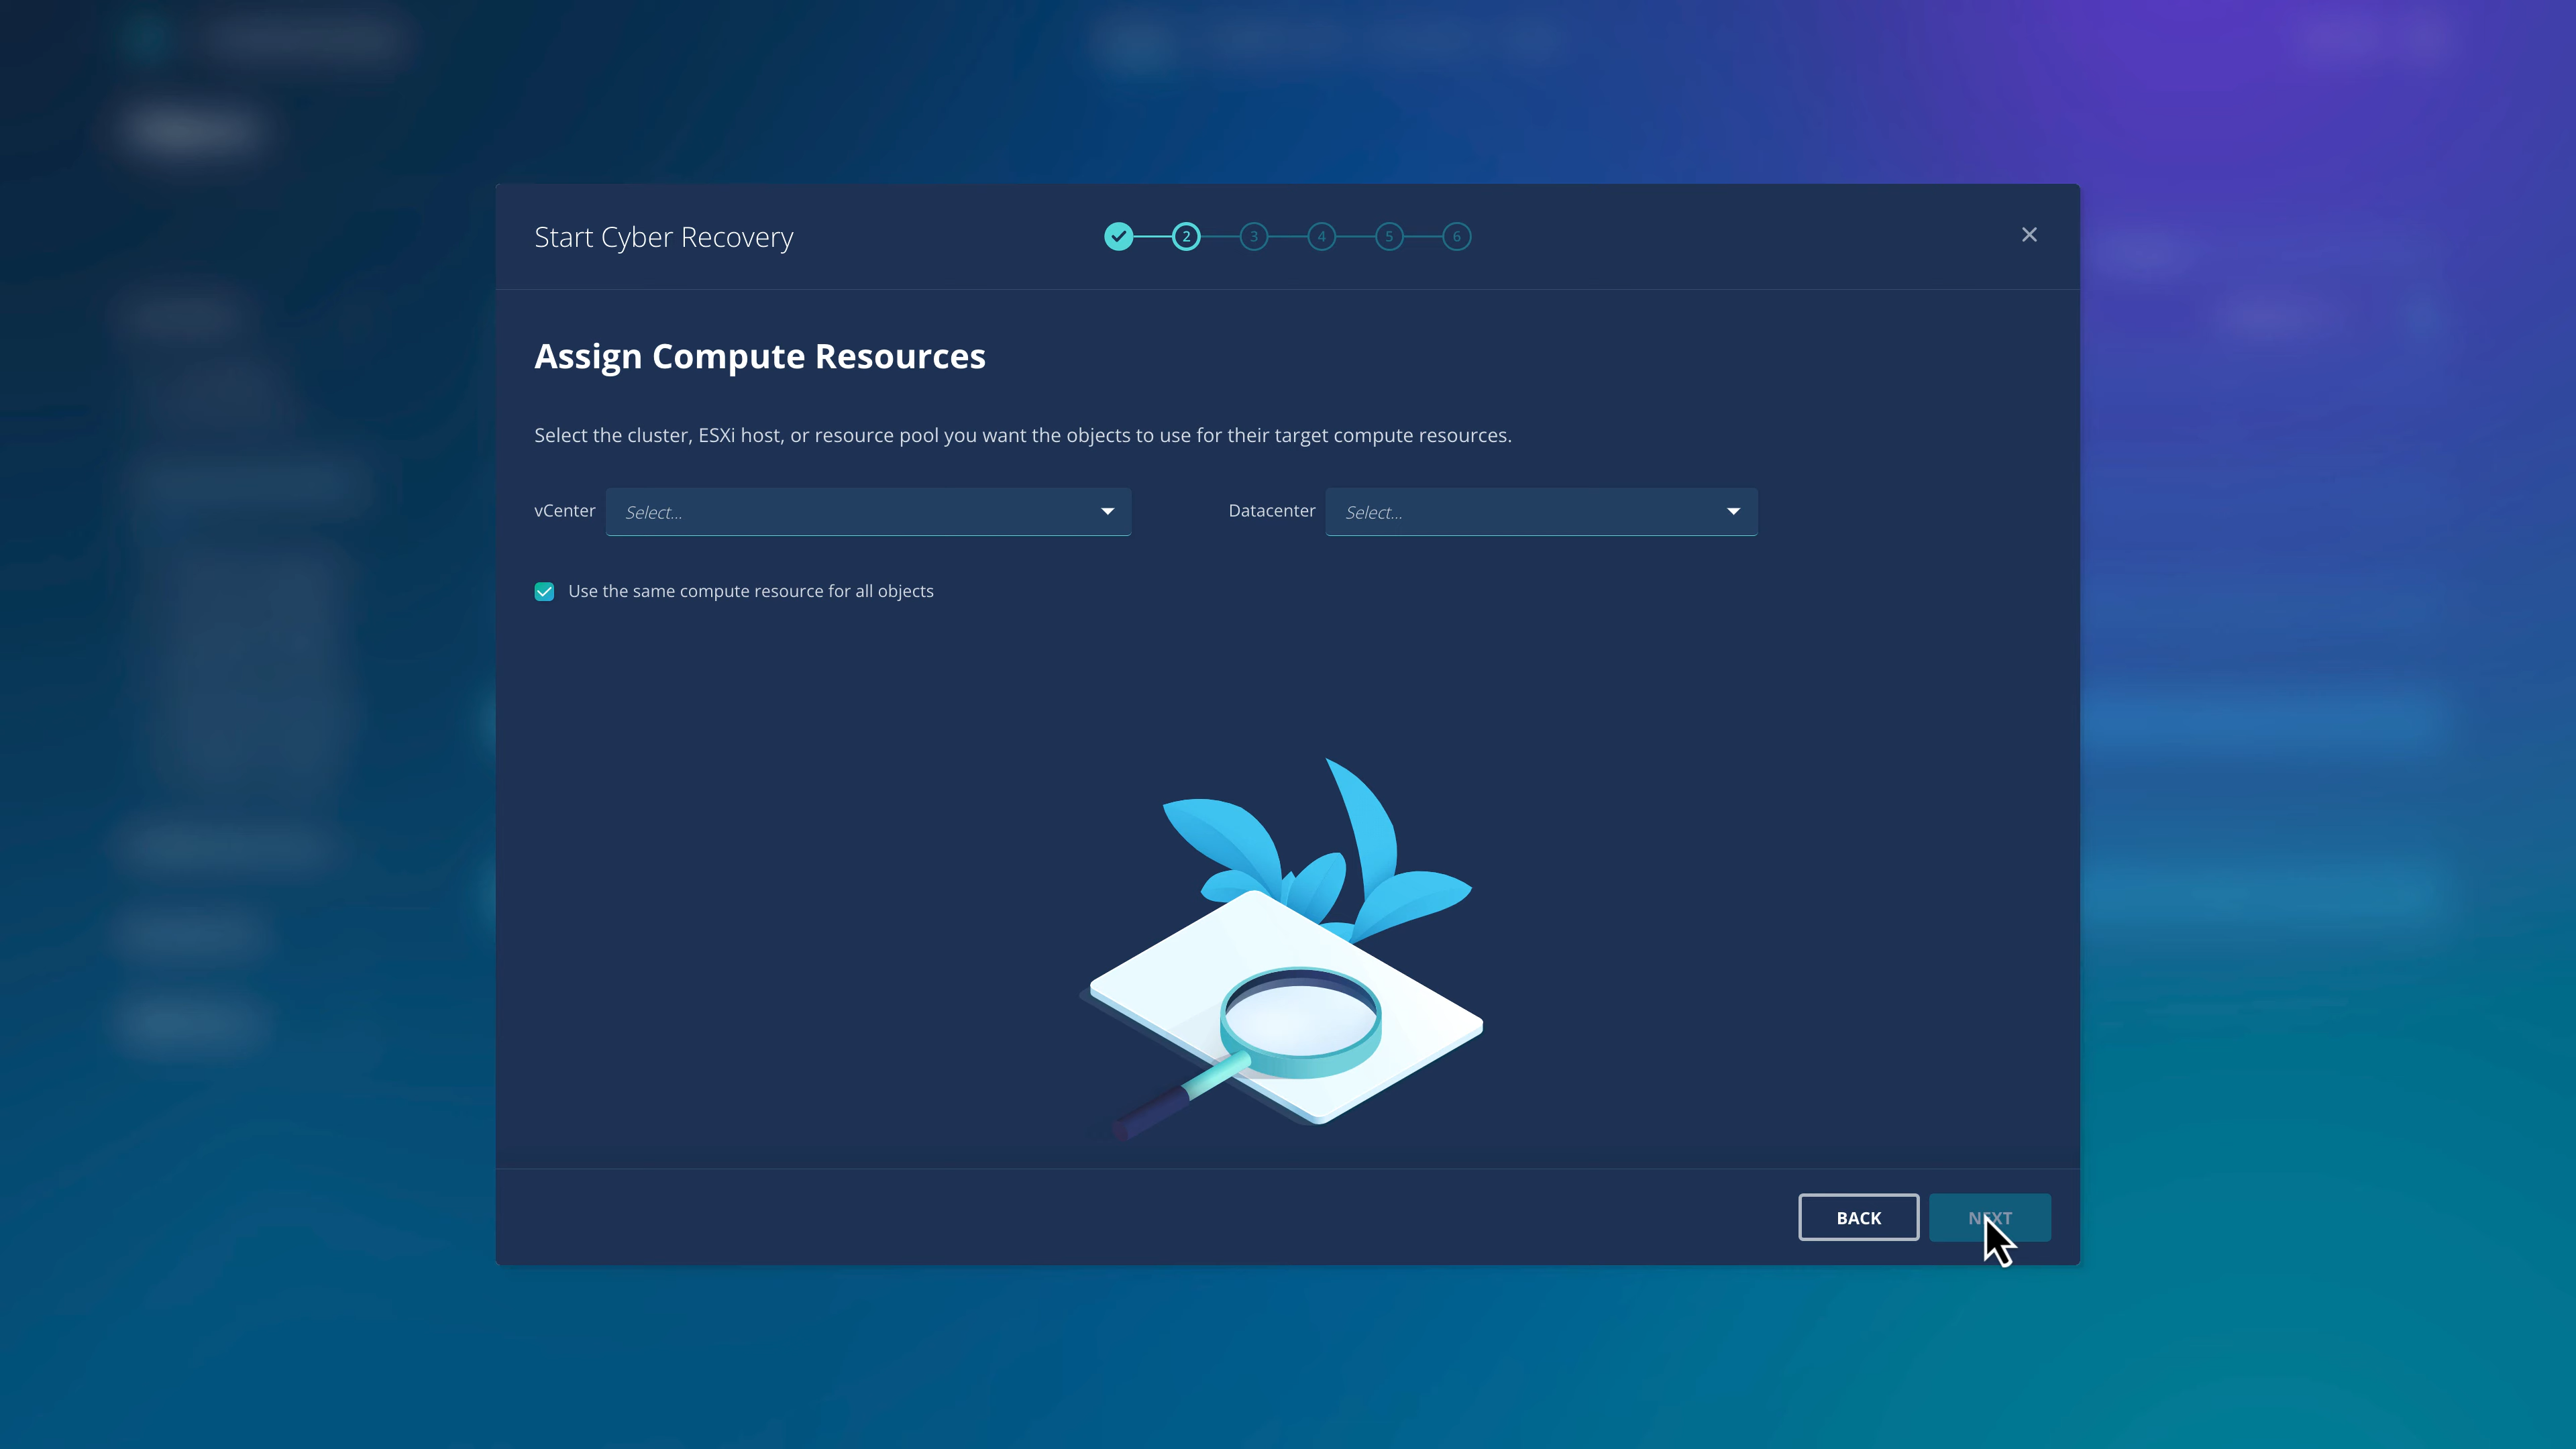 Start Cyber Recovery
2 3 4 5 6
Assign Compute Resources
Select the cluster, ESXi host, or resource pool you want the objects to use for their target compute resources.
vCenter Select... Datacenter Select...
Use the same compute resource for all objects
BACK NEXT